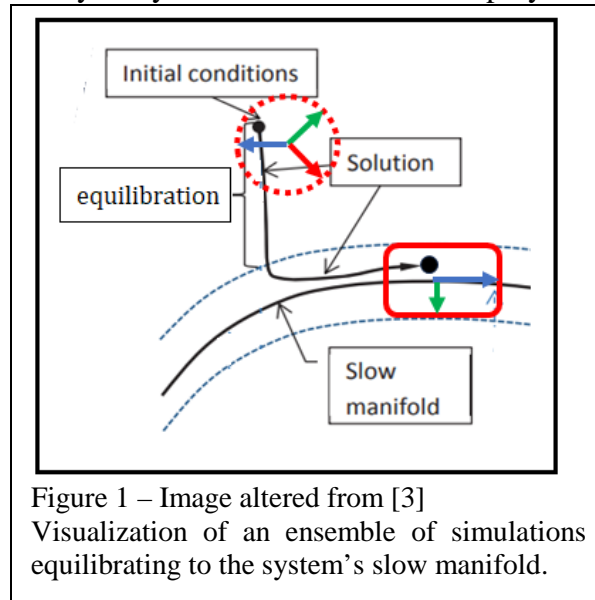 Initial conditions
Solution
equilibration
Slow
manifold
Figure 1 – Image altered from [3]
Visualization of an ensemble of simulations
equilibrating to the system’s slow manifold.